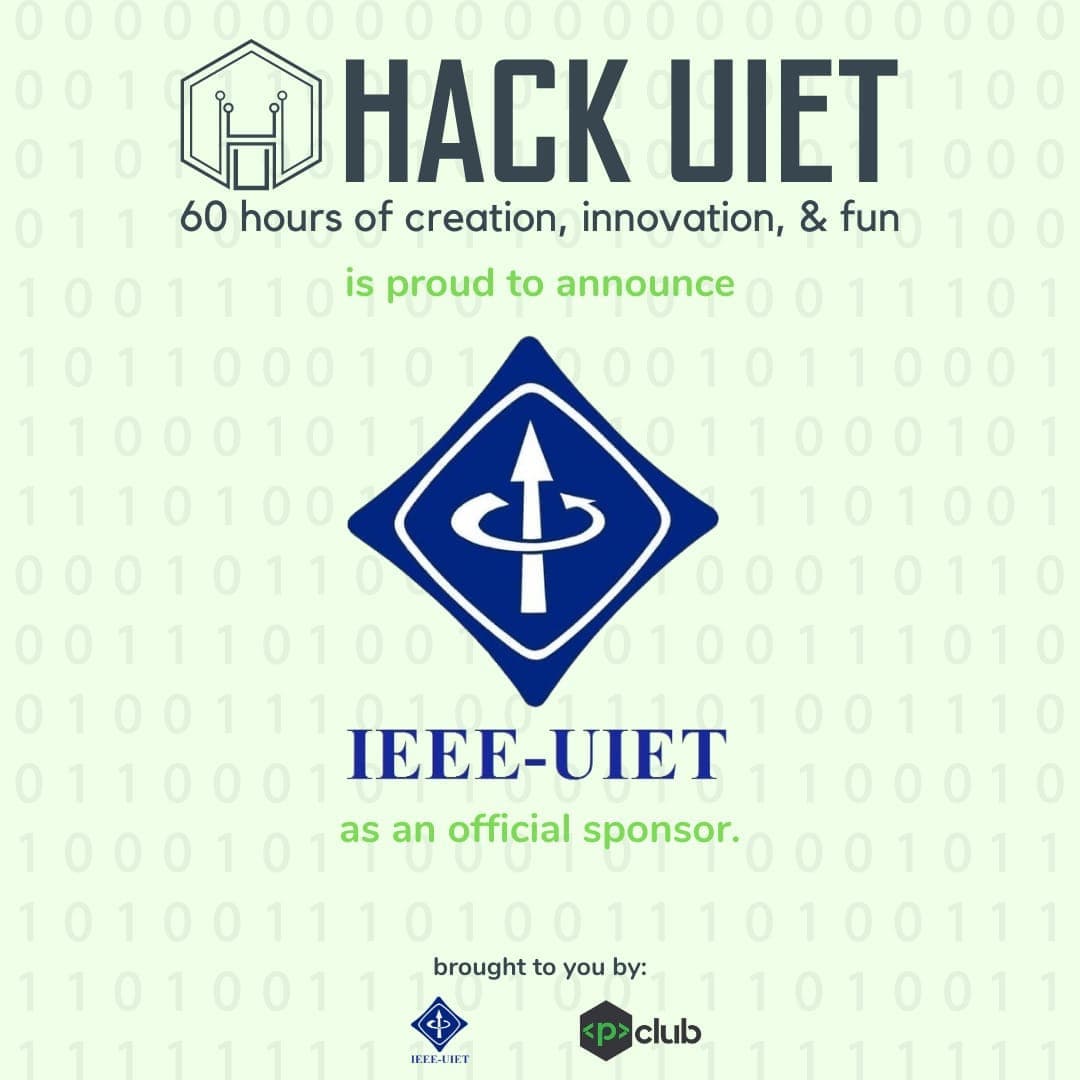 HACK UIET
60 hours of creation, innovation, & fun
is proud to announce
IEEE-UIET
as an official sponsor.
brought to you by:
IEEE-UIET
<p>club